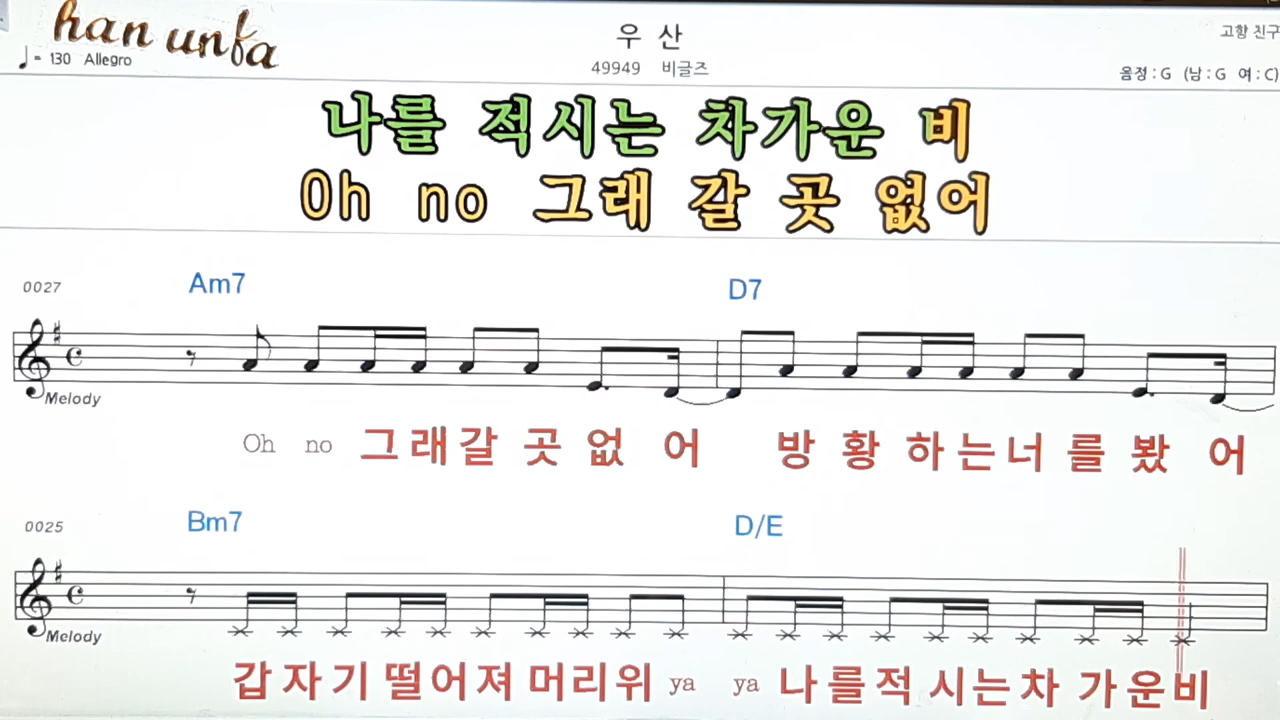 han unfa
♩= 130 Allegro
우 산
49949 비글즈
고향 친구
음정 : G (남 : G 여 : C)
나를 적시는 차가운 비
Oh no 그래 갈 곳 없어
0027
Am7 D7
Melody
Oh no 그래갈 곳 없 어 방 황 하는너 를 봤 어
0025
Bm7 D/E
Melody
갑자기 떨어져 머리위 ya ya 나를적 시는차 가운비